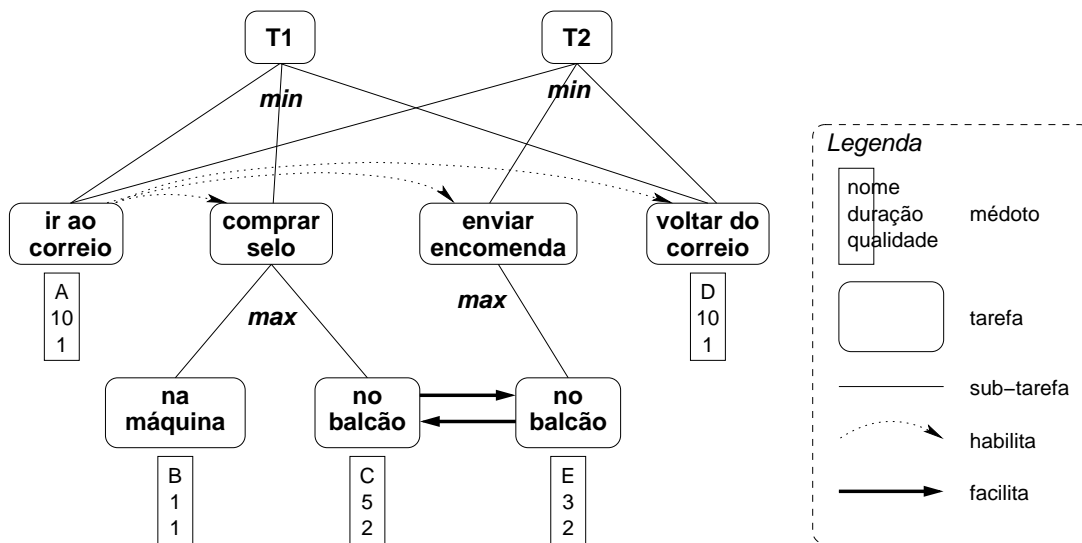 T1
T2
min
min
ir ao
correio
comprar
selo
enviar
encomenda
voltar do
correio
A
10
1
max
max
D
10
1
na
máquina
no
balcão
no
balcão
B
1
1
C
5
2
E
3
2
Legenda
nome
duração
qualidade
médoto
tarefa
sub−tarefa
habilita
facilita